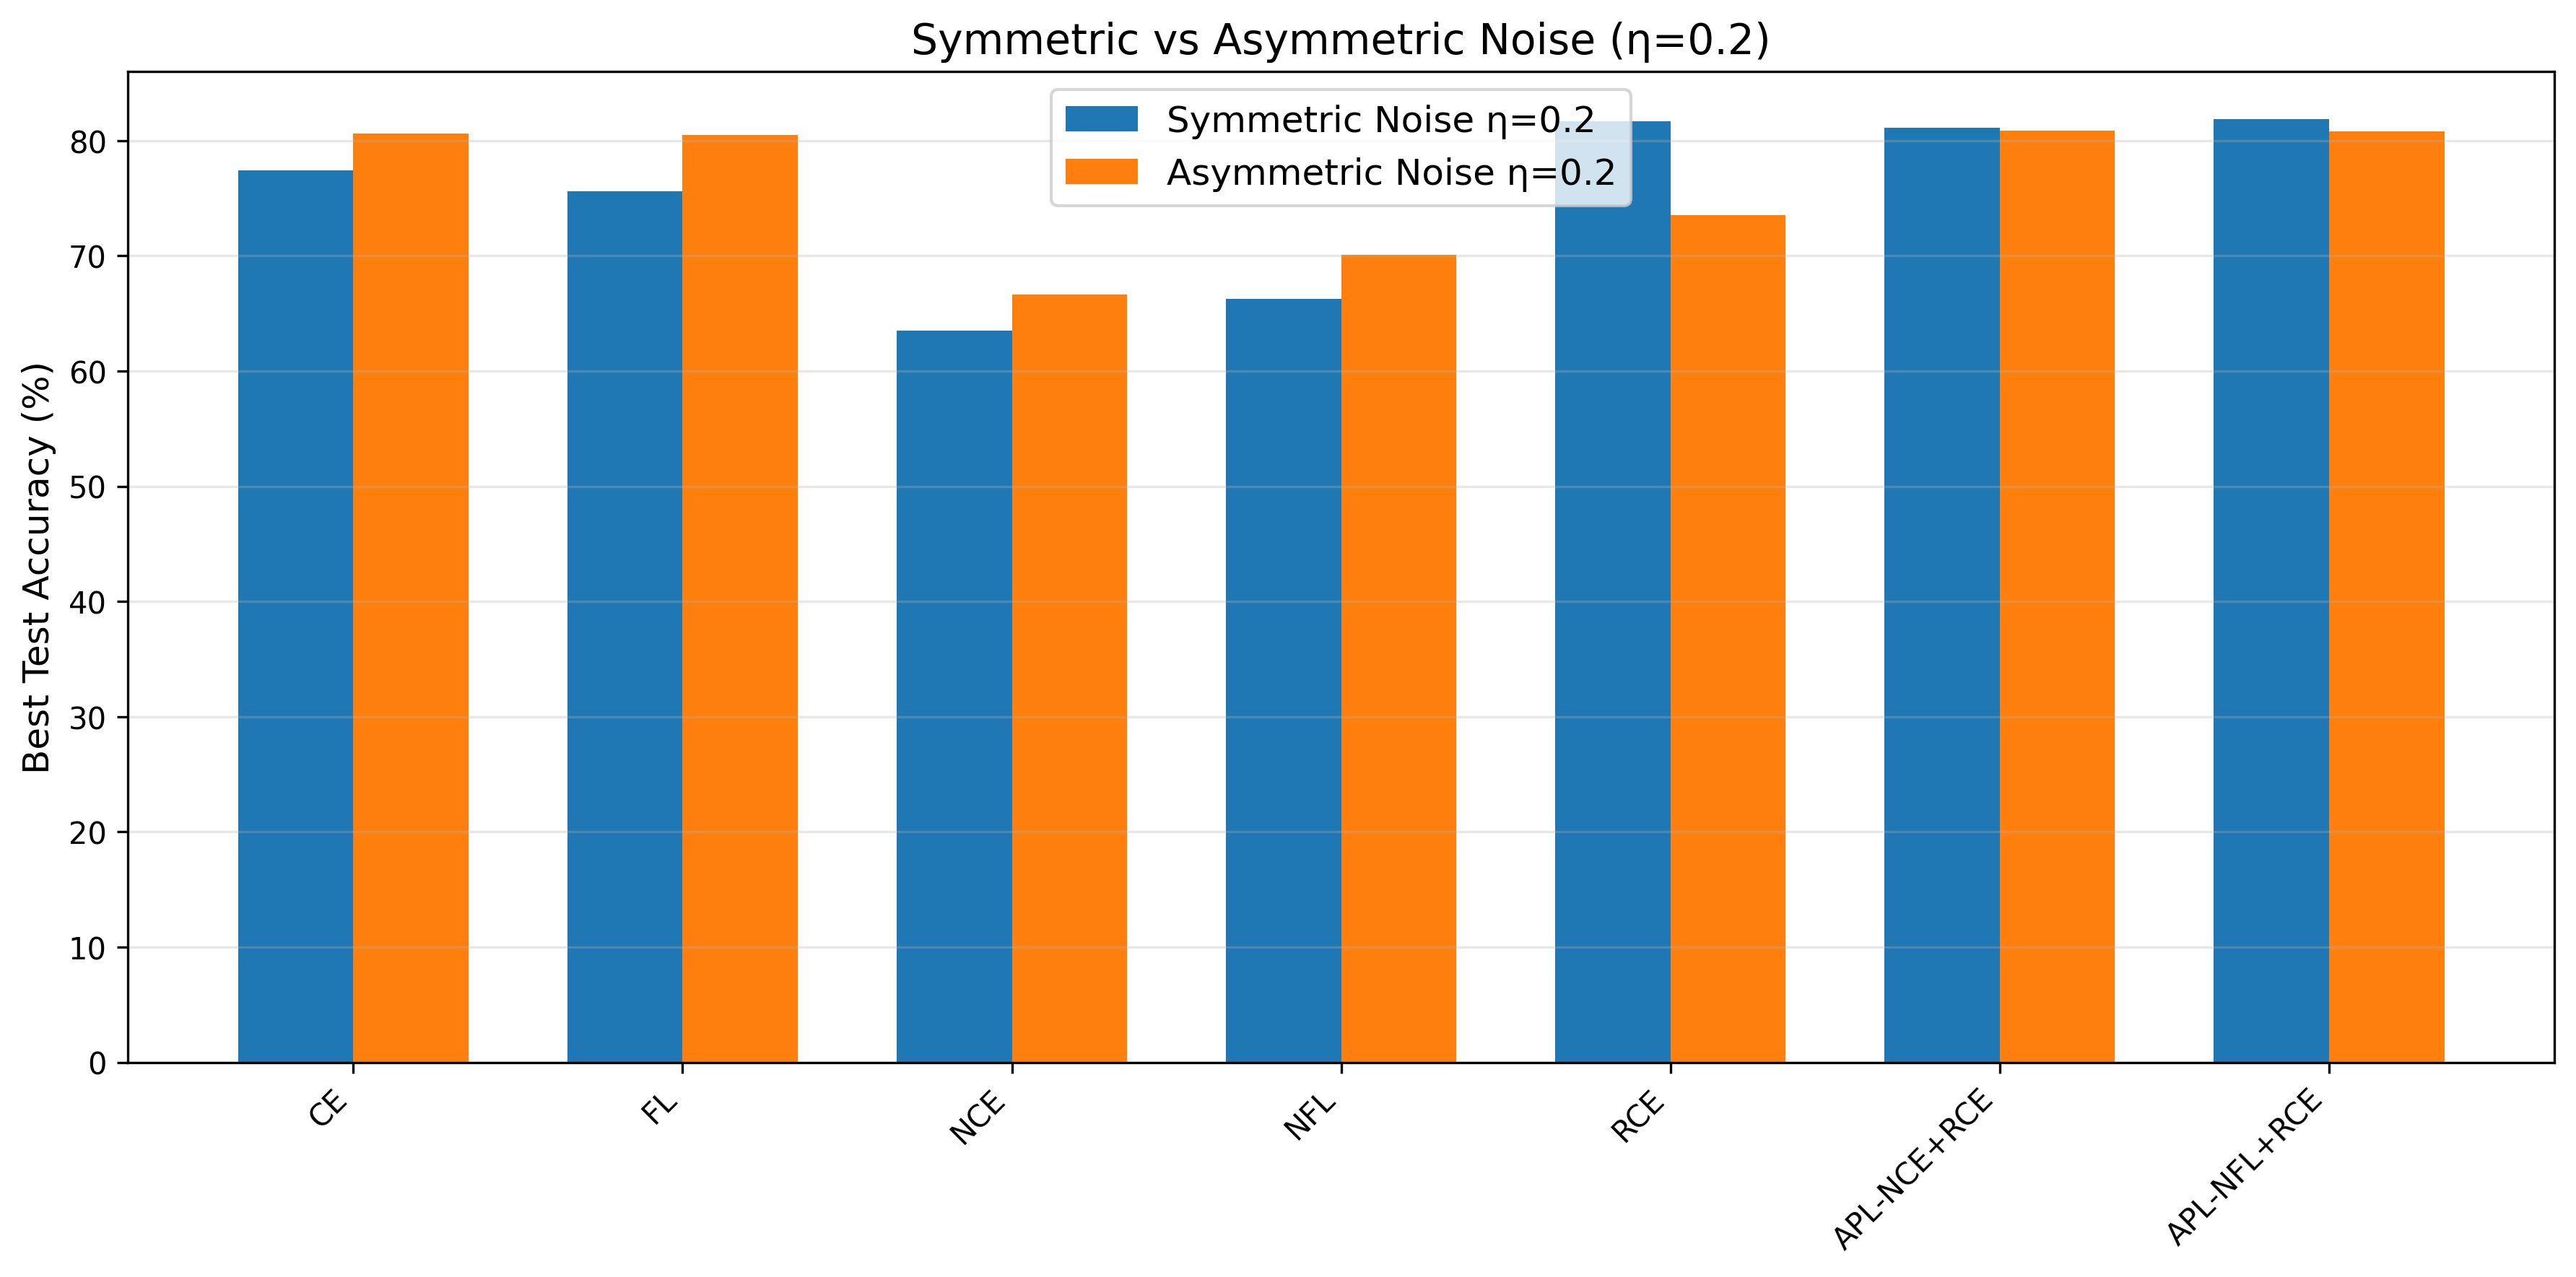 Symmetric vs Asymmetric Noise (η=0.2)
Symmetric Noise η=0.2
Asymmetric Noise η=0.2
Best Test Accuracy (%)
80
70
60
50
40
30
20
10
0
CE
FL
NCE
NFL
RCE
APL-NCE+RCE
APL-NFL+RCE